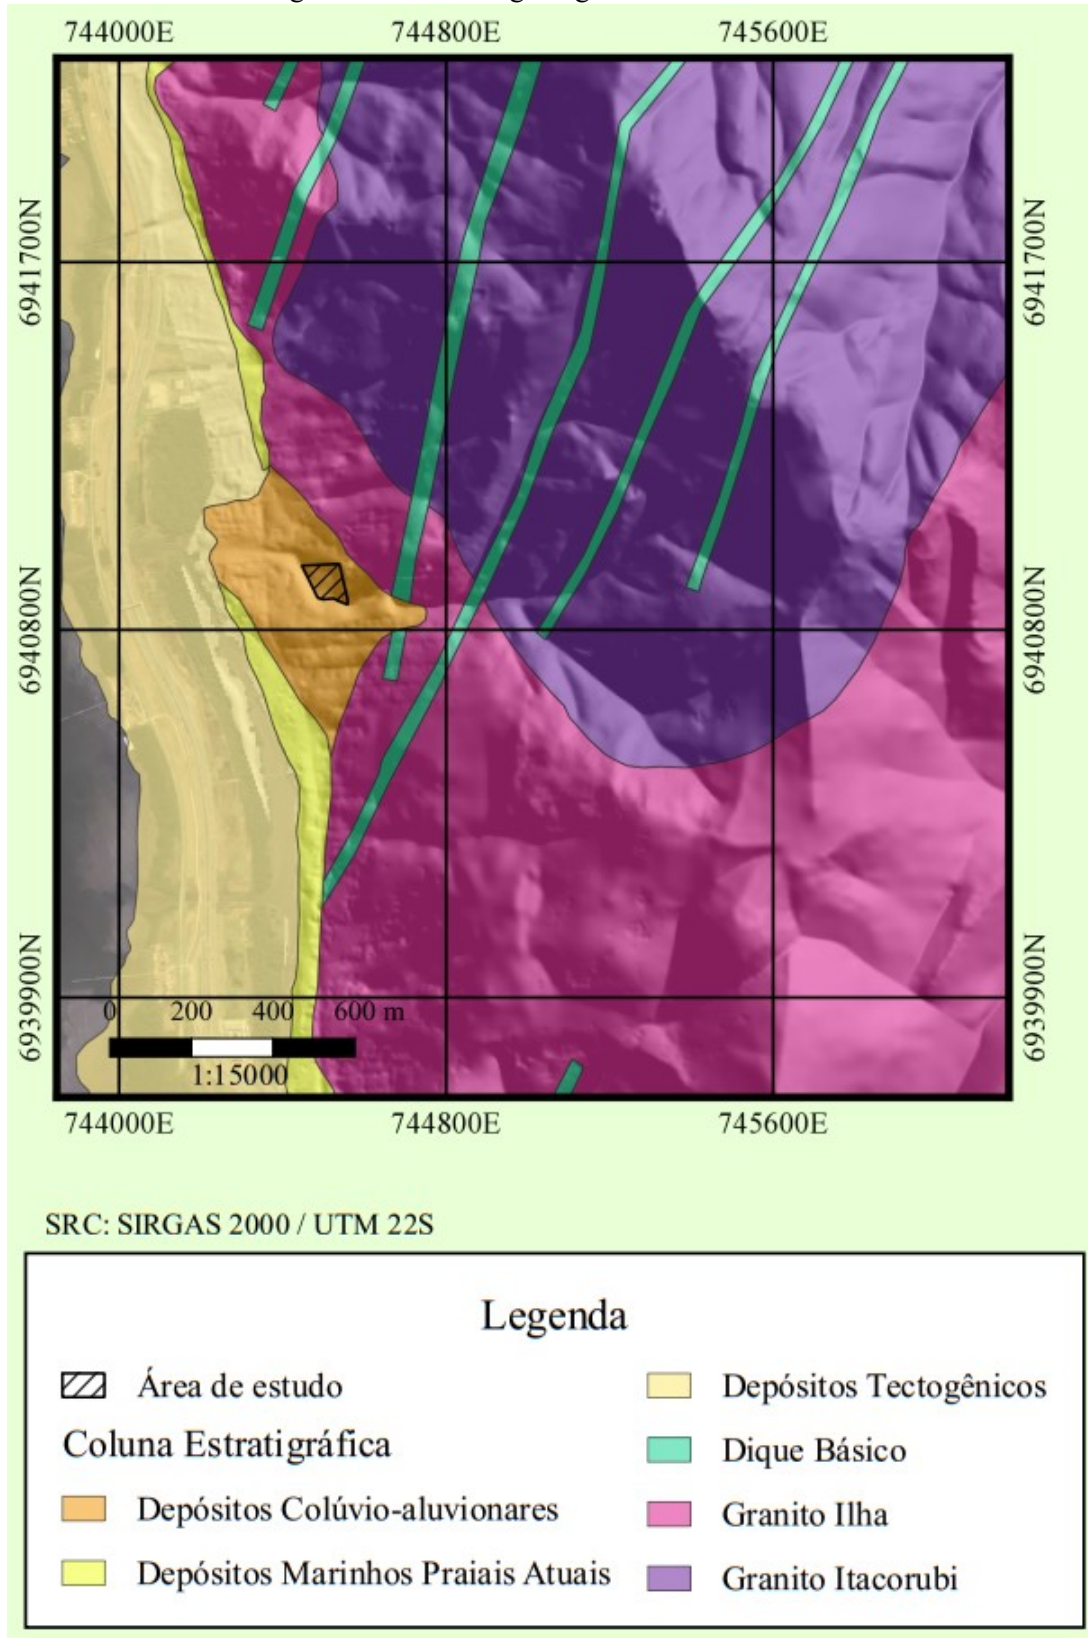 744000E 744800E 745600E
6941700N 6941700N
6940800N 6940800N
6939900N 6939900N
0 200 400 600 m
1:15000
744000E 744800E 745600E
SRC: SIRGAS 2000 / UTM 22S
Legenda
Área de estudo
Coluna Estratigráfica
Depósitos Colúvio-aluvionares
Depósitos Marinhos Praiais Atuais
Depósitos Tectogênicos
Dique Básico
Granito Ilha
Granito Itacorubi